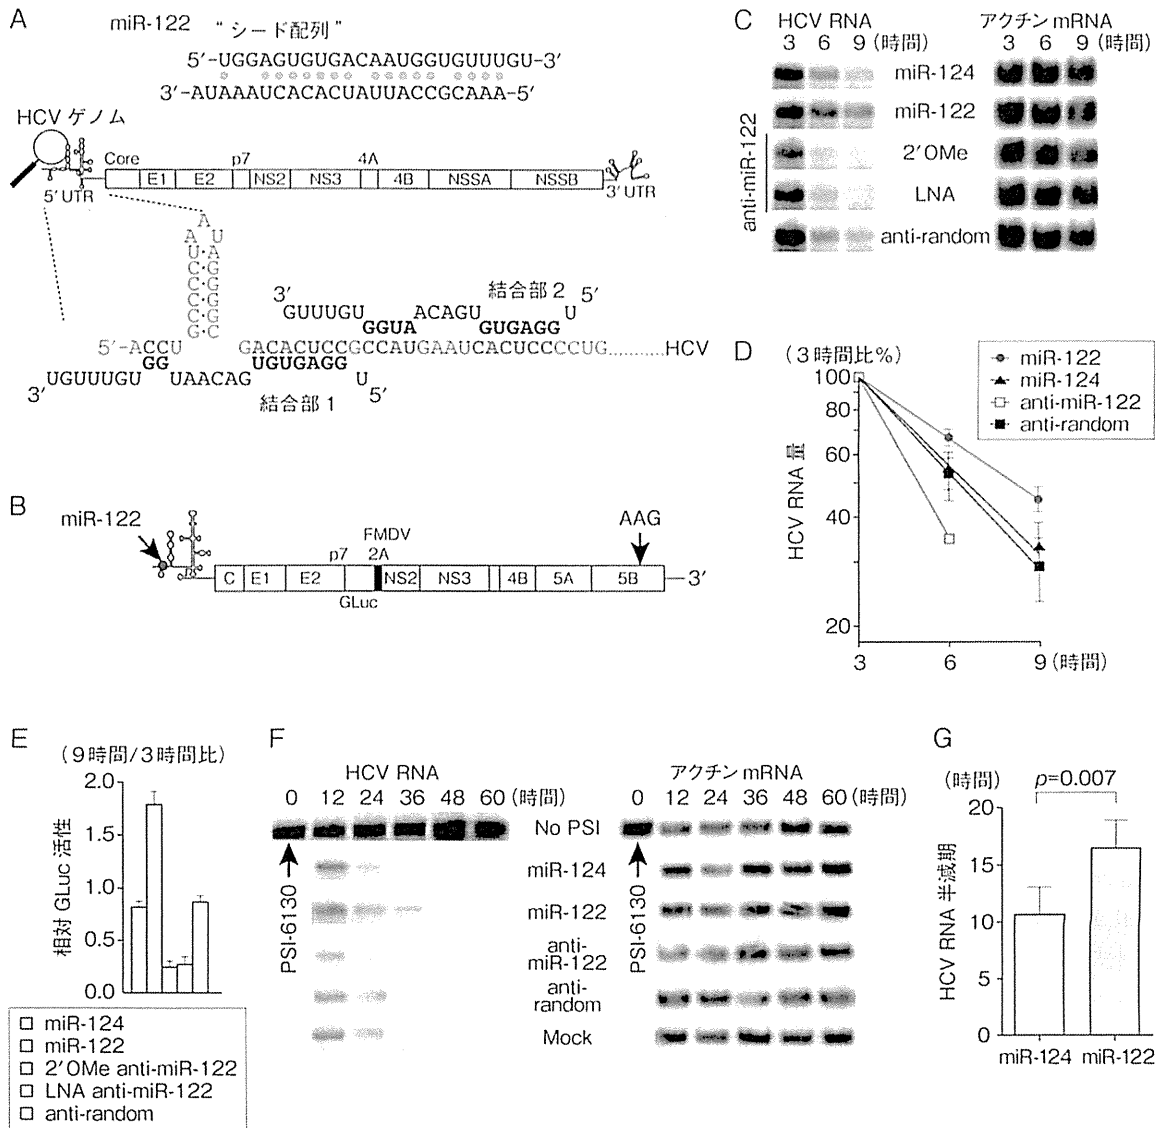 A
miR-122 “シード配列”
5′-UGGAGUGUGACAAUGGUGUUUGU-3′
3′-AUAAAUCACACUAUUACCGCAAA-5′
HCV ゲノム
Core p7 4A
E1 E2 NS2 NS3 4B NSSA NSSB
5′ UTR 3′ UTR
A
A U
U A
C·G
C·G
C·G
C·G
G·C
3′ 結合部 2 5′
GUUUGU ACAGU U
GGUA GUGAGG
5′-ACCU GACACUCCGCCAUGAAUCACUCCCCUG..........HCV
GG UGUGAGG
3′ UGUUUGU UAACAG U 5′
結合部 1
B
miR-122 AAG
FMDV
p7 2A
C E1 E2 NS2 NS3 4B 5A 5B 3′
GLuc
C
HCV RNA アクチン mRNA
3 6 9 (時間) 3 6 9 (時間)
miR-124
miR-122
anti-miR-122
2′OMe
LNA
anti-random
D
(3時間比%)
miR-122
miR-124
anti-miR-122
anti-random
HCV RNA 量
100
80
60
40
20
3 6 9 (時間)
E
(9時間/3時間比)
相対 GLuc 活性
2.0
1.5
1.0
0.5
0.0
miR-124
miR-122
2′OMe anti-miR-122
LNA anti-miR-122
anti-random
F
HCV RNA アクチン mRNA
0 12 24 36 48 60 (時間) 0 12 24 36 48 60 (時間)
No PSI
PSI-6130
PSI-6130
miR-124
miR-122
anti-
miR-122
anti-
random
Mock
G
(時間)
p=0.007
HCV RNA 半減期
20
15
10
5
0
miR-124 miR-122